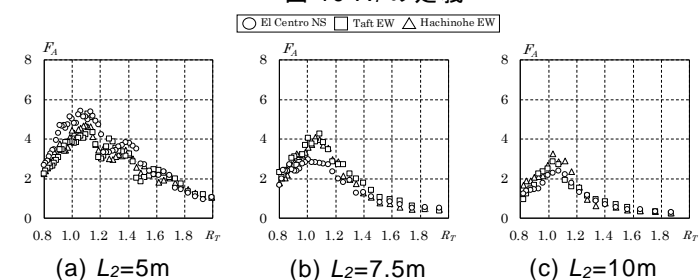 ○ El Centro NS □ Taft EW △ Hachinohe EW
F_A
8
6
4
2
0
0.8 1.0 1.2 1.4 1.6 1.8 R_T
(a) L2=5m
F_A
8
6
4
2
0
0.8 1.0 1.2 1.4 1.6 1.8 R_T
(b) L2=7.5m
F_A
8
6
4
2
0
0.8 1.0 1.2 1.4 1.6 1.8 R_T
(c) L2=10m